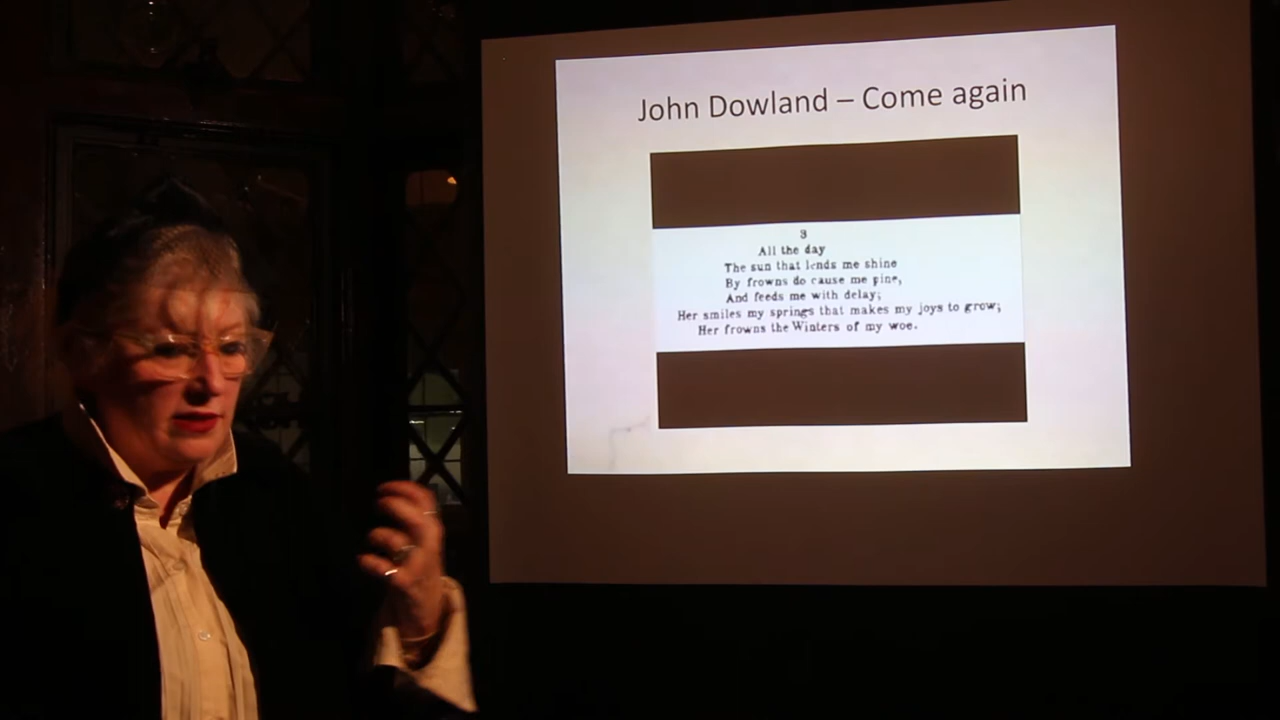 John Dowland – Come again
3
All the day
The sun that lends me shine
By frowns do cause me pine,
And feeds me with delay;
Her smiles my springs that makes my joys to grow;
Her frowns the Winters of my woe.